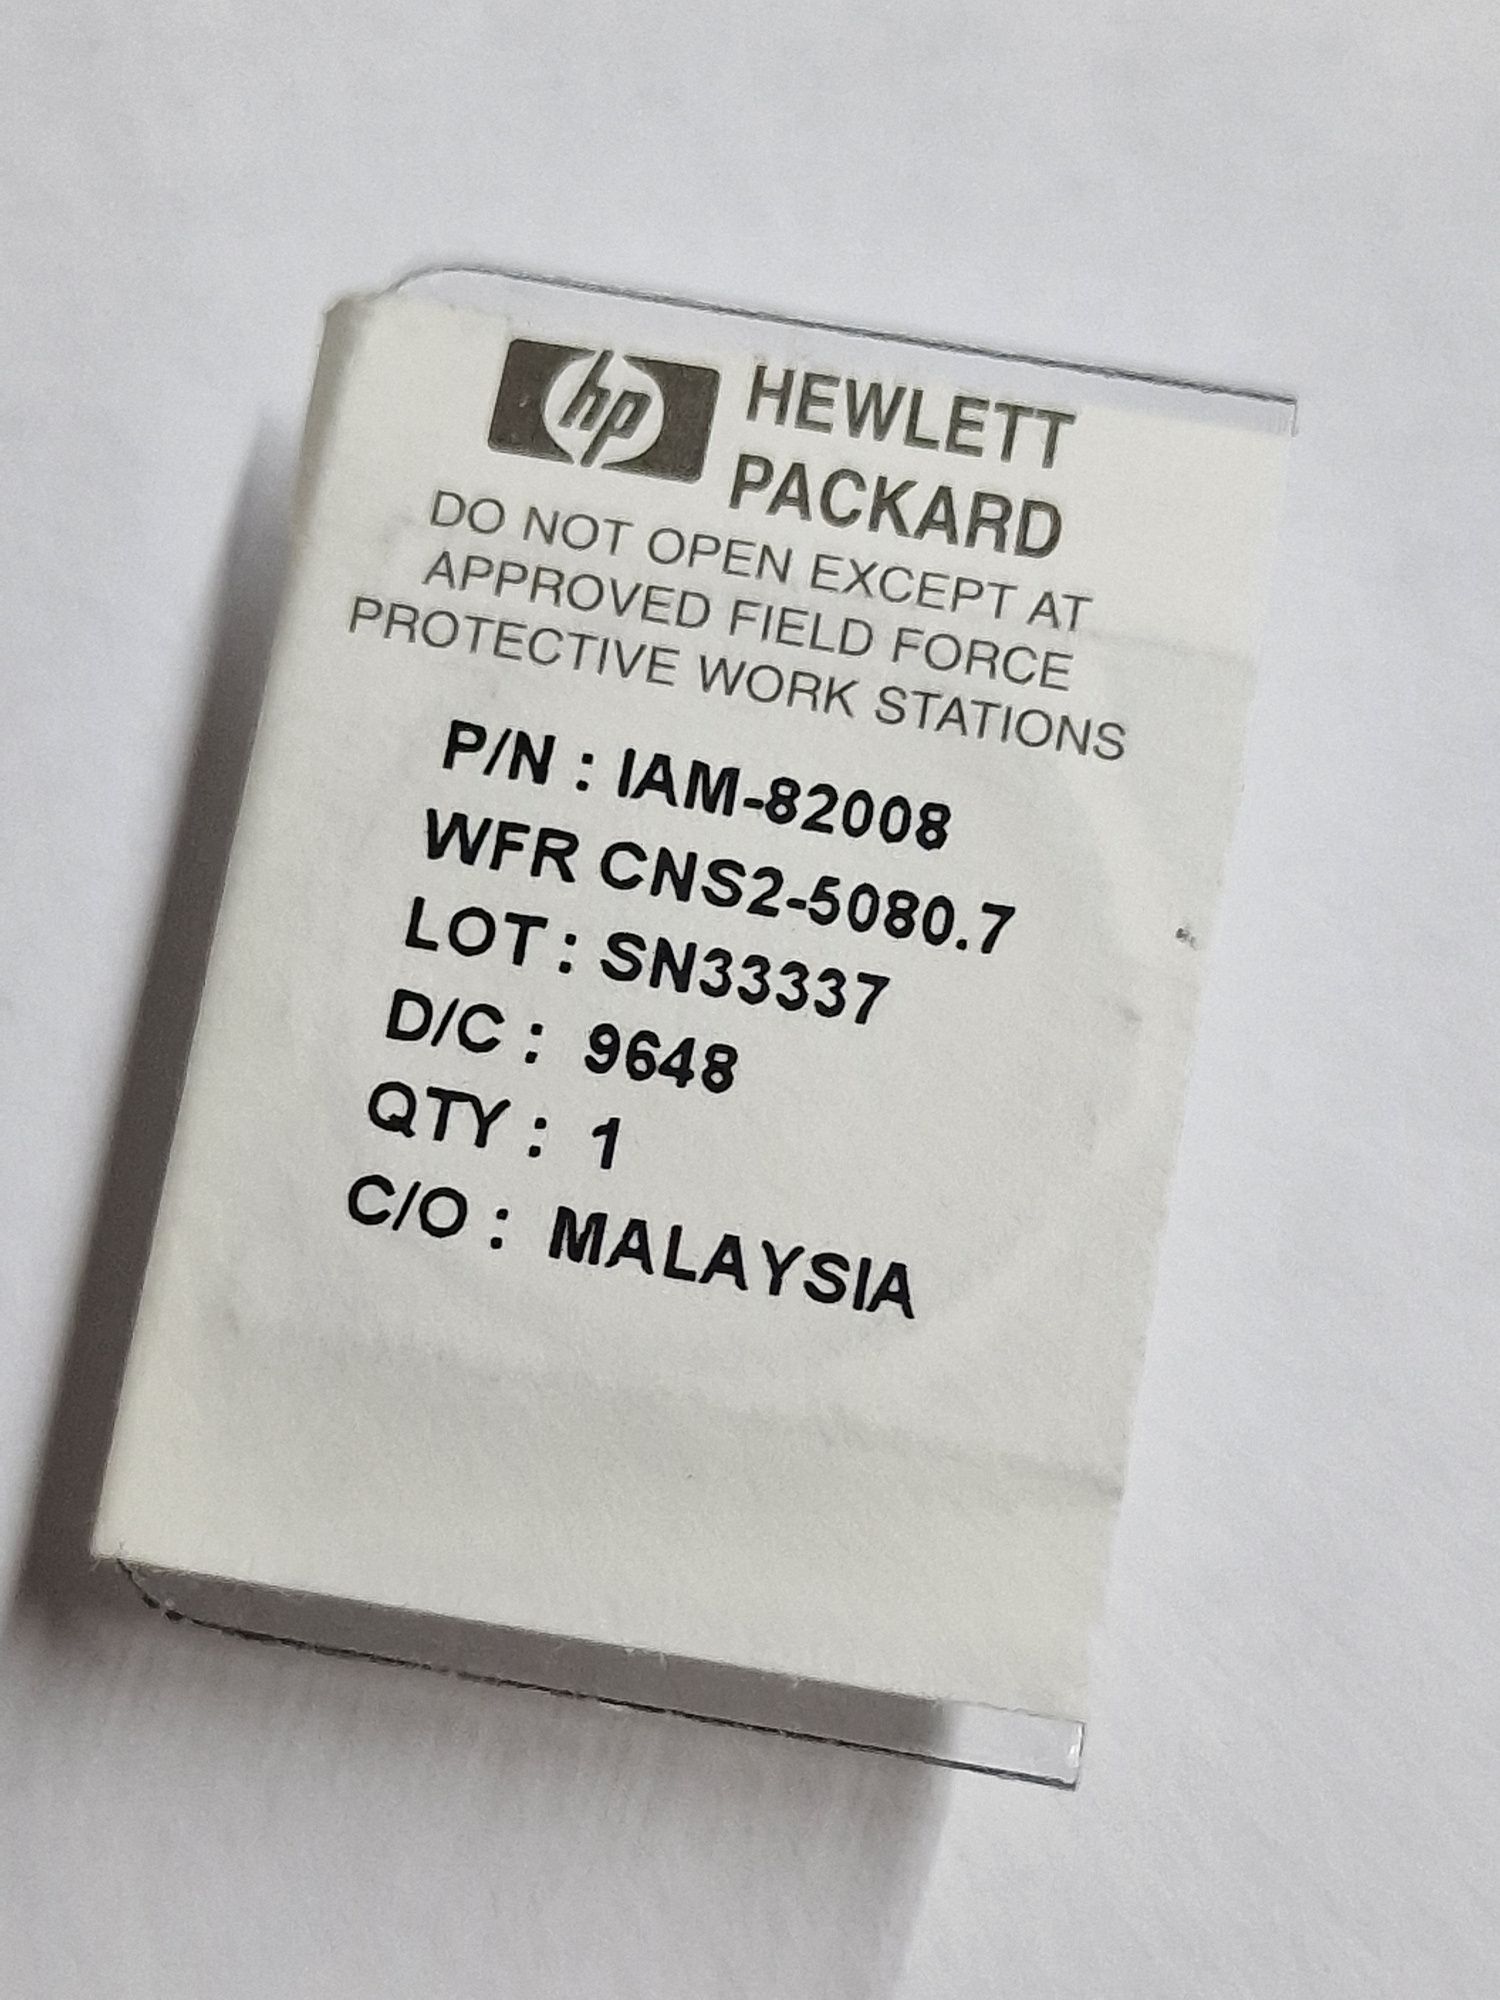 hp HEWLETT
PACKARD
DO NOT OPEN EXCEPT AT
APPROVED FIELD FORCE
PROTECTIVE WORK STATIONS
P/N : IAM-82008
WFR CNS2-5080.7
LOT : SN33337
D/C : 9648
QTY : 1
C/O : MALAYSIA